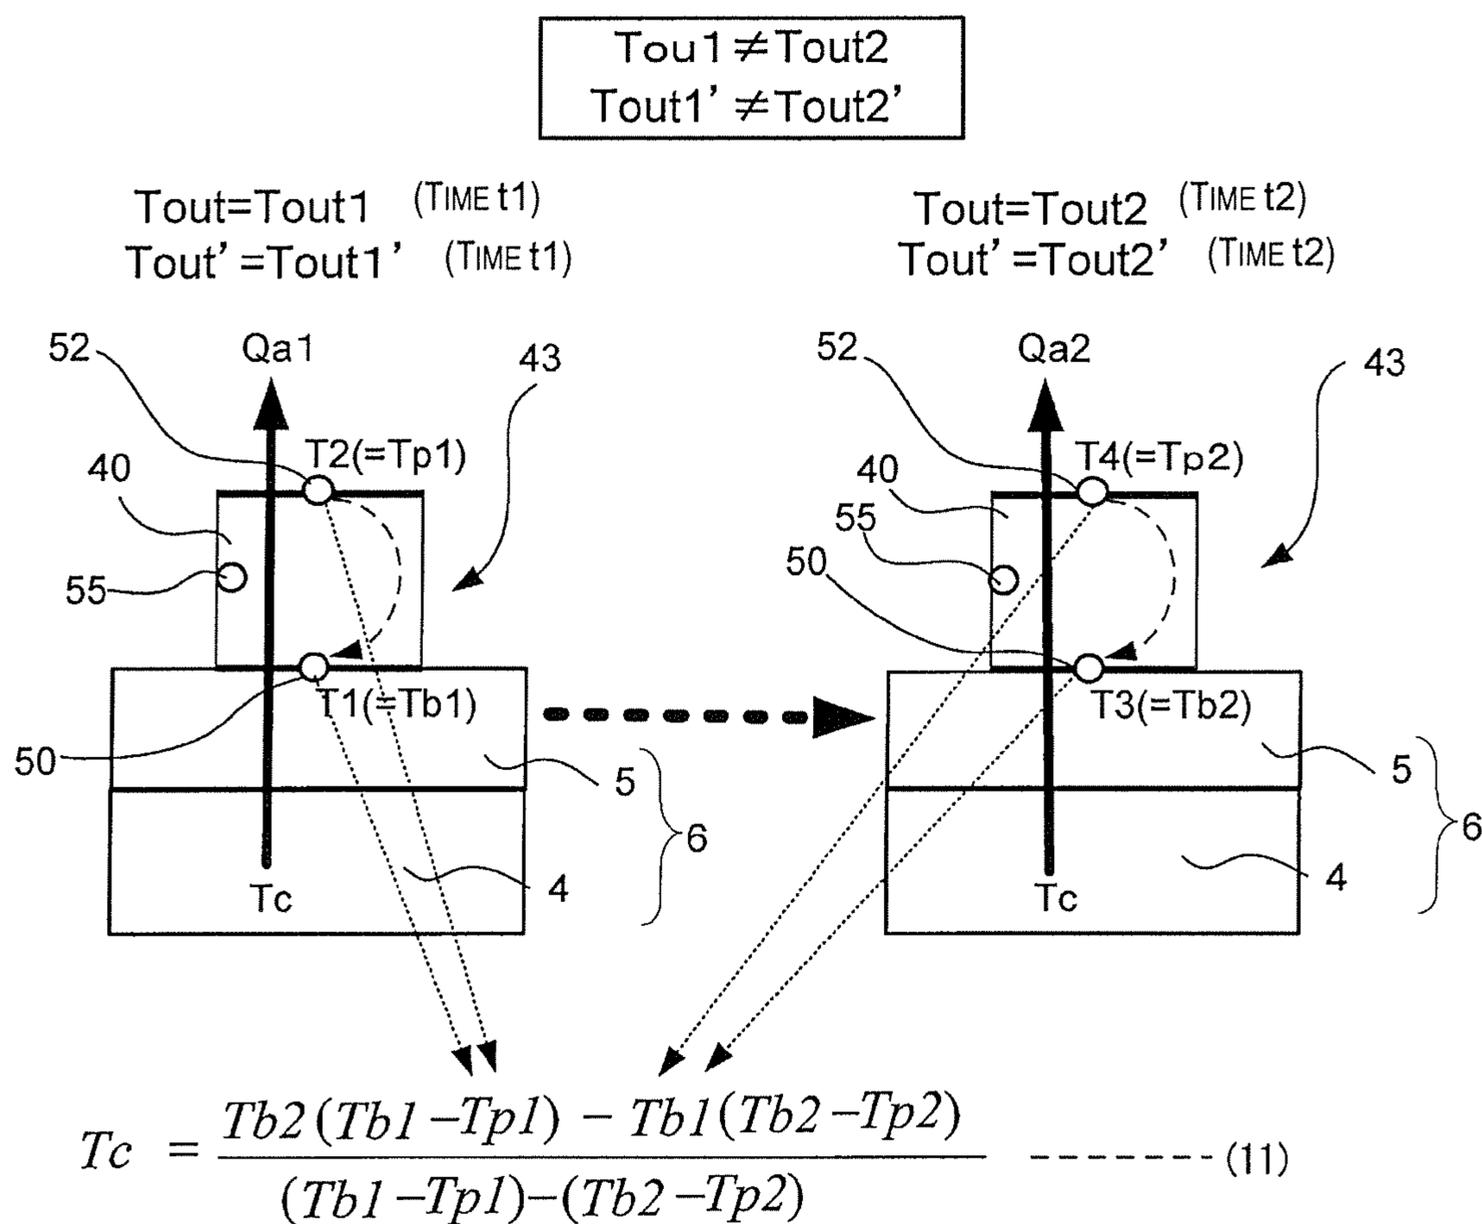 Tou1≠Tout2
Tout1’ ≠Tout2’
Tout=Tout1 (TIME t1)
Tout’ =Tout1’ (TIME t1)
Tout=Tout2 (TIME t2)
Tout’ =Tout2’ (TIME t2)
52
Qa1
43
T2(=Tp1)
40
55
T1(=Tb1)
50
5
6
4
Tc
52
Qa2
43
T4(=Tp2)
40
55
50
T3(=Tb2)
5
6
4
Tc
Tc = Tb2(Tb1−Tp1) − Tb1(Tb2−Tp2) / (Tb1−Tp1)−(Tb2−Tp2) ------- (11)